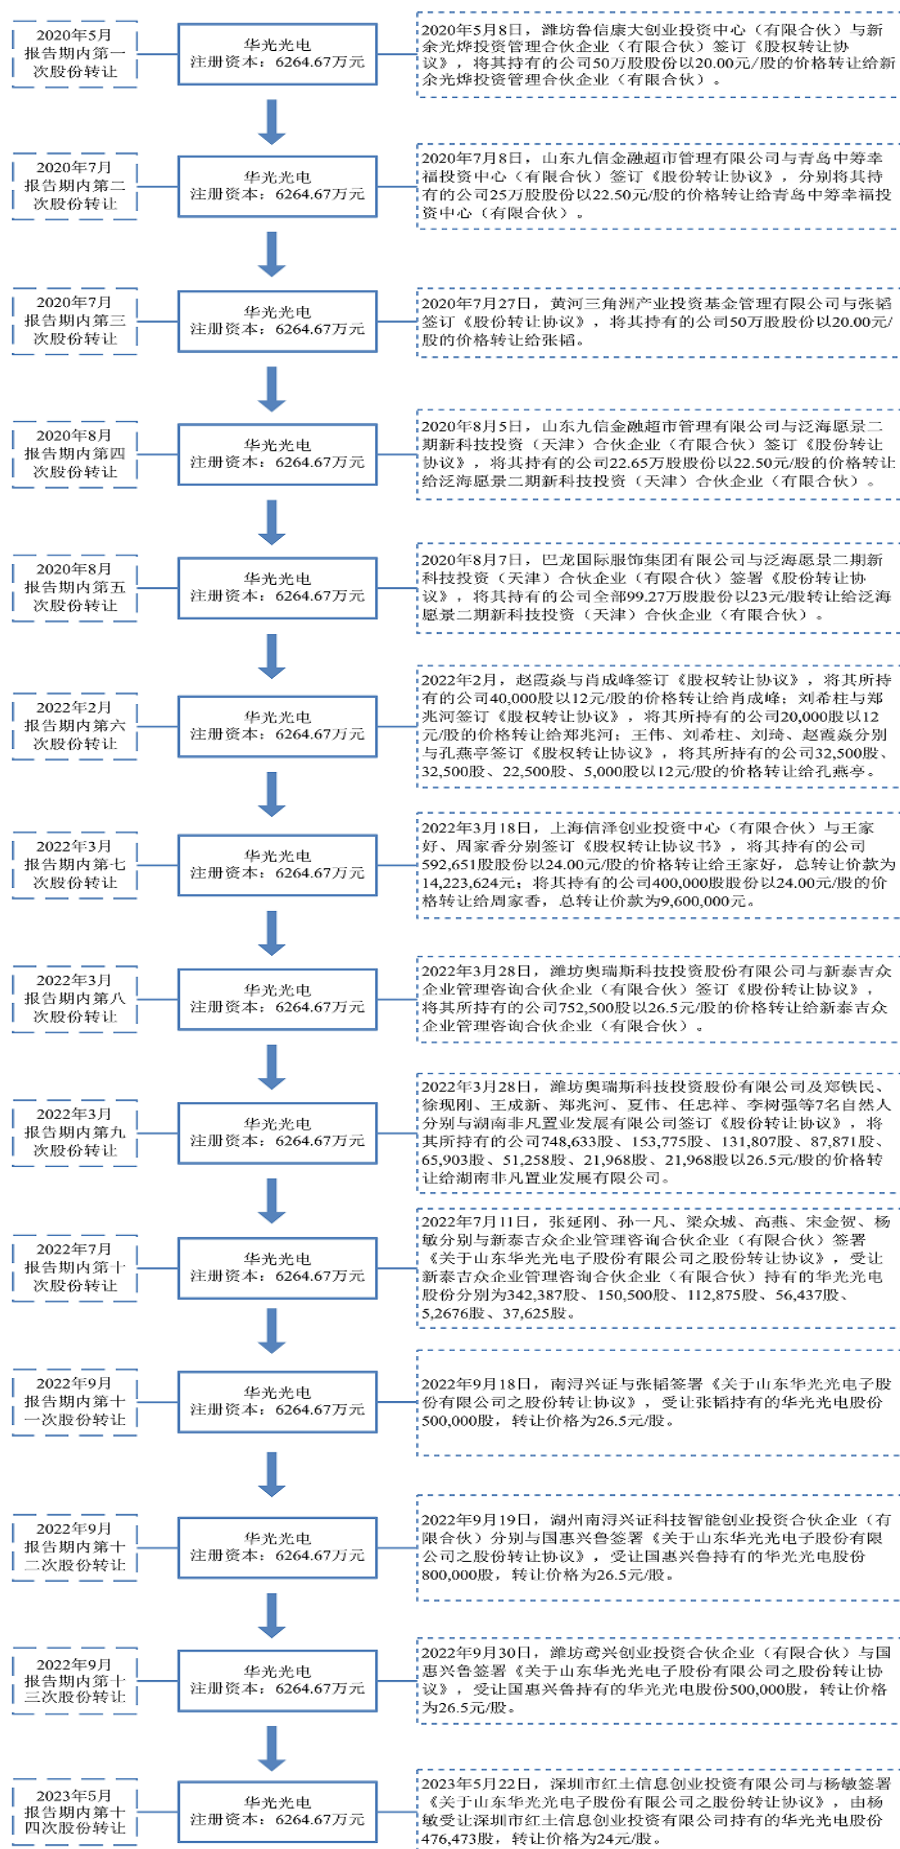 2020年5月
报告期内第一
次股份转让
华光光电
注册资本：6264.67万元
2020年5月8日，潍坊鲁信康大创业投资中心（有限合伙）与新
余光烨投资管理合伙企业（有限合伙）签订《股权转让协
议》，将其持有的公司50万股股份以20.00元/股的价格转让给新
余光烨投资管理合伙企业（有限合伙）。
2020年7月
报告期内第二
次股份转让
华光光电
注册资本：6264.67万元
2020年7月8日，山东九信金融超市管理有限公司与青岛中筹幸
福投资中心（有限合伙）签订《股份转让协议》，分别将其持
有的公司25万股股份以22.50元/股的价格转让给青岛中筹幸福投
资中心（有限合伙）。
2020年7月
报告期内第三
次股份转让
华光光电
注册资本：6264.67万元
2020年7月27日，黄河三角洲产业投资基金管理有限公司与张韬
签订《股份转让协议》，将其持有的公司50万股股份以20.00元/
股的价格转让给张韬。
2020年8月
报告期内第四
次股份转让
华光光电
注册资本：6264.67万元
2020年8月5日，山东九信金融超市管理有限公司与泛海愿景二
期新科技投资（天津）合伙企业（有限合伙）签订《股份转让
协议》，将其持有的公司22.65万股股份以22.50元/股的价格转让
给泛海愿景二期新科技投资（天津）合伙企业（有限合伙）。
2020年8月
报告期内第五
次股份转让
华光光电
注册资本：6264.67万元
2020年8月7日，巴龙国际服饰集团有限公司与泛海愿景二期新
科技投资（天津）合伙企业（有限合伙）签署《股份转让协
议》，将其持有的公司全部99.27万股股份以23元/股转让给泛海
愿景二期新科技投资（天津）合伙企业（有限合伙）。
2022年2月
报告期内第六
次股份转让
华光光电
注册资本：6264.67万元
2022年2月，赵霞焱与肖成峰签订《股权转让协议》，将其所持
有的公司40,000股以12元/股的价格转让给肖成峰；刘希柱与郑
兆河签订《股权转让协议》，将其所持有的公司20,000股以12
元/股的价格转让给郑兆河；王伟、刘希柱、刘琦、赵霞焱分别
与孔燕亭签订《股权转让协议》，将其所持有的公司32,500股、
32,500股、22,500股、5,000股以12元/股的价格转让给孔燕亭。
2022年3月
报告期内第七
次股份转让
华光光电
注册资本：6264.67万元
2022年3月18日，上海信泽创业投资中心（有限合伙）与王家
好、周家香分别签订《股权转让协议书》，将其持有的公司
592,651股股份以24.00元/股的价格转让给王家好，总转让价款为
14,223,624元；将其持有的公司400,000股股份以24.00元/股的价
格转让给周家香，总转让价款为9,600,000元。
2022年3月
报告期内第八
次股份转让
华光光电
注册资本：6264.67万元
2022年3月28日，潍坊奥瑞斯科技投资股份有限公司与新泰吉众
企业管理咨询合伙企业（有限合伙）签订《股份转让协议》，
将其所持有的公司752,500股以26.5元/股的价格转让给新泰吉众
企业管理咨询合伙企业（有限合伙）。
2022年3月
报告期内第九
次股份转让
华光光电
注册资本：6264.67万元
2022年3月28日，潍坊奥瑞斯科技投资股份有限公司及郑铁民、
徐现刚、王成新、郑兆河、夏伟、任忠祥、李树强等7名自然人
分别与湖南非凡置业发展有限公司签订《股份转让协议》，将
其所持有的公司748,633股、153,775股、131,807股、87,871股、
65,903股、51,258股、21,968股、21,968股以26.5元/股的价格转
让给湖南非凡置业发展有限公司。
2022年7月
报告期内第十
次股份转让
华光光电
注册资本：6264.67万元
2022年7月11日，张延刚、孙一凡、梁众城、高燕、宋金贺、杨
敏分别与新泰吉众企业管理咨询合伙企业（有限合伙）签署
《关于山东华光光电子股份有限公司之股份转让协议》，受让
新泰吉众企业管理咨询合伙企业（有限合伙）持有的华光光电
股份分别为342,387股、150,500股、112,875股、56,437股、
5,2676股、37,625股。
2022年9月
报告期内第十
一次股份转让
华光光电
注册资本：6264.67万元
2022年9月18日，南浔兴证与张韬签署《关于山东华光光电子股
份有限公司之股份转让协议》，受让张韬持有的华光光电股份
500,000股，转让价格为26.5元/股。
2022年9月
报告期内第十
二次股份转让
华光光电
注册资本：6264.67万元
2022年9月19日，湖州南浔兴证科技智能创业投资合伙企业（有
限合伙）分别与国惠兴鲁签署《关于山东华光光电子股份有限
公司之股份转让协议》，受让国惠兴鲁持有的华光光电股份
800,000股，转让价格为26.5元/股。
2022年9月
报告期内第十
三次股份转让
华光光电
注册资本：6264.67万元
2022年9月30日，潍坊鸢兴创业投资合伙企业（有限合伙）与国
惠兴鲁签署《关于山东华光光电子股份有限公司之股份转让协
议》，受让国惠兴鲁持有的华光光电股份500,000股，转让价格
为26.5元/股。
2023年5月
报告期内第十
四次股份转让
华光光电
注册资本：6264.67万元
2023年5月22日，深圳市红土信息创业投资有限公司与杨敏签署
《关于山东华光光电子股份有限公司之股份转让协议》，由杨
敏受让深圳市红土信息创业投资有限公司持有的华光光电股份
476,473股，转让价格为24元/股。